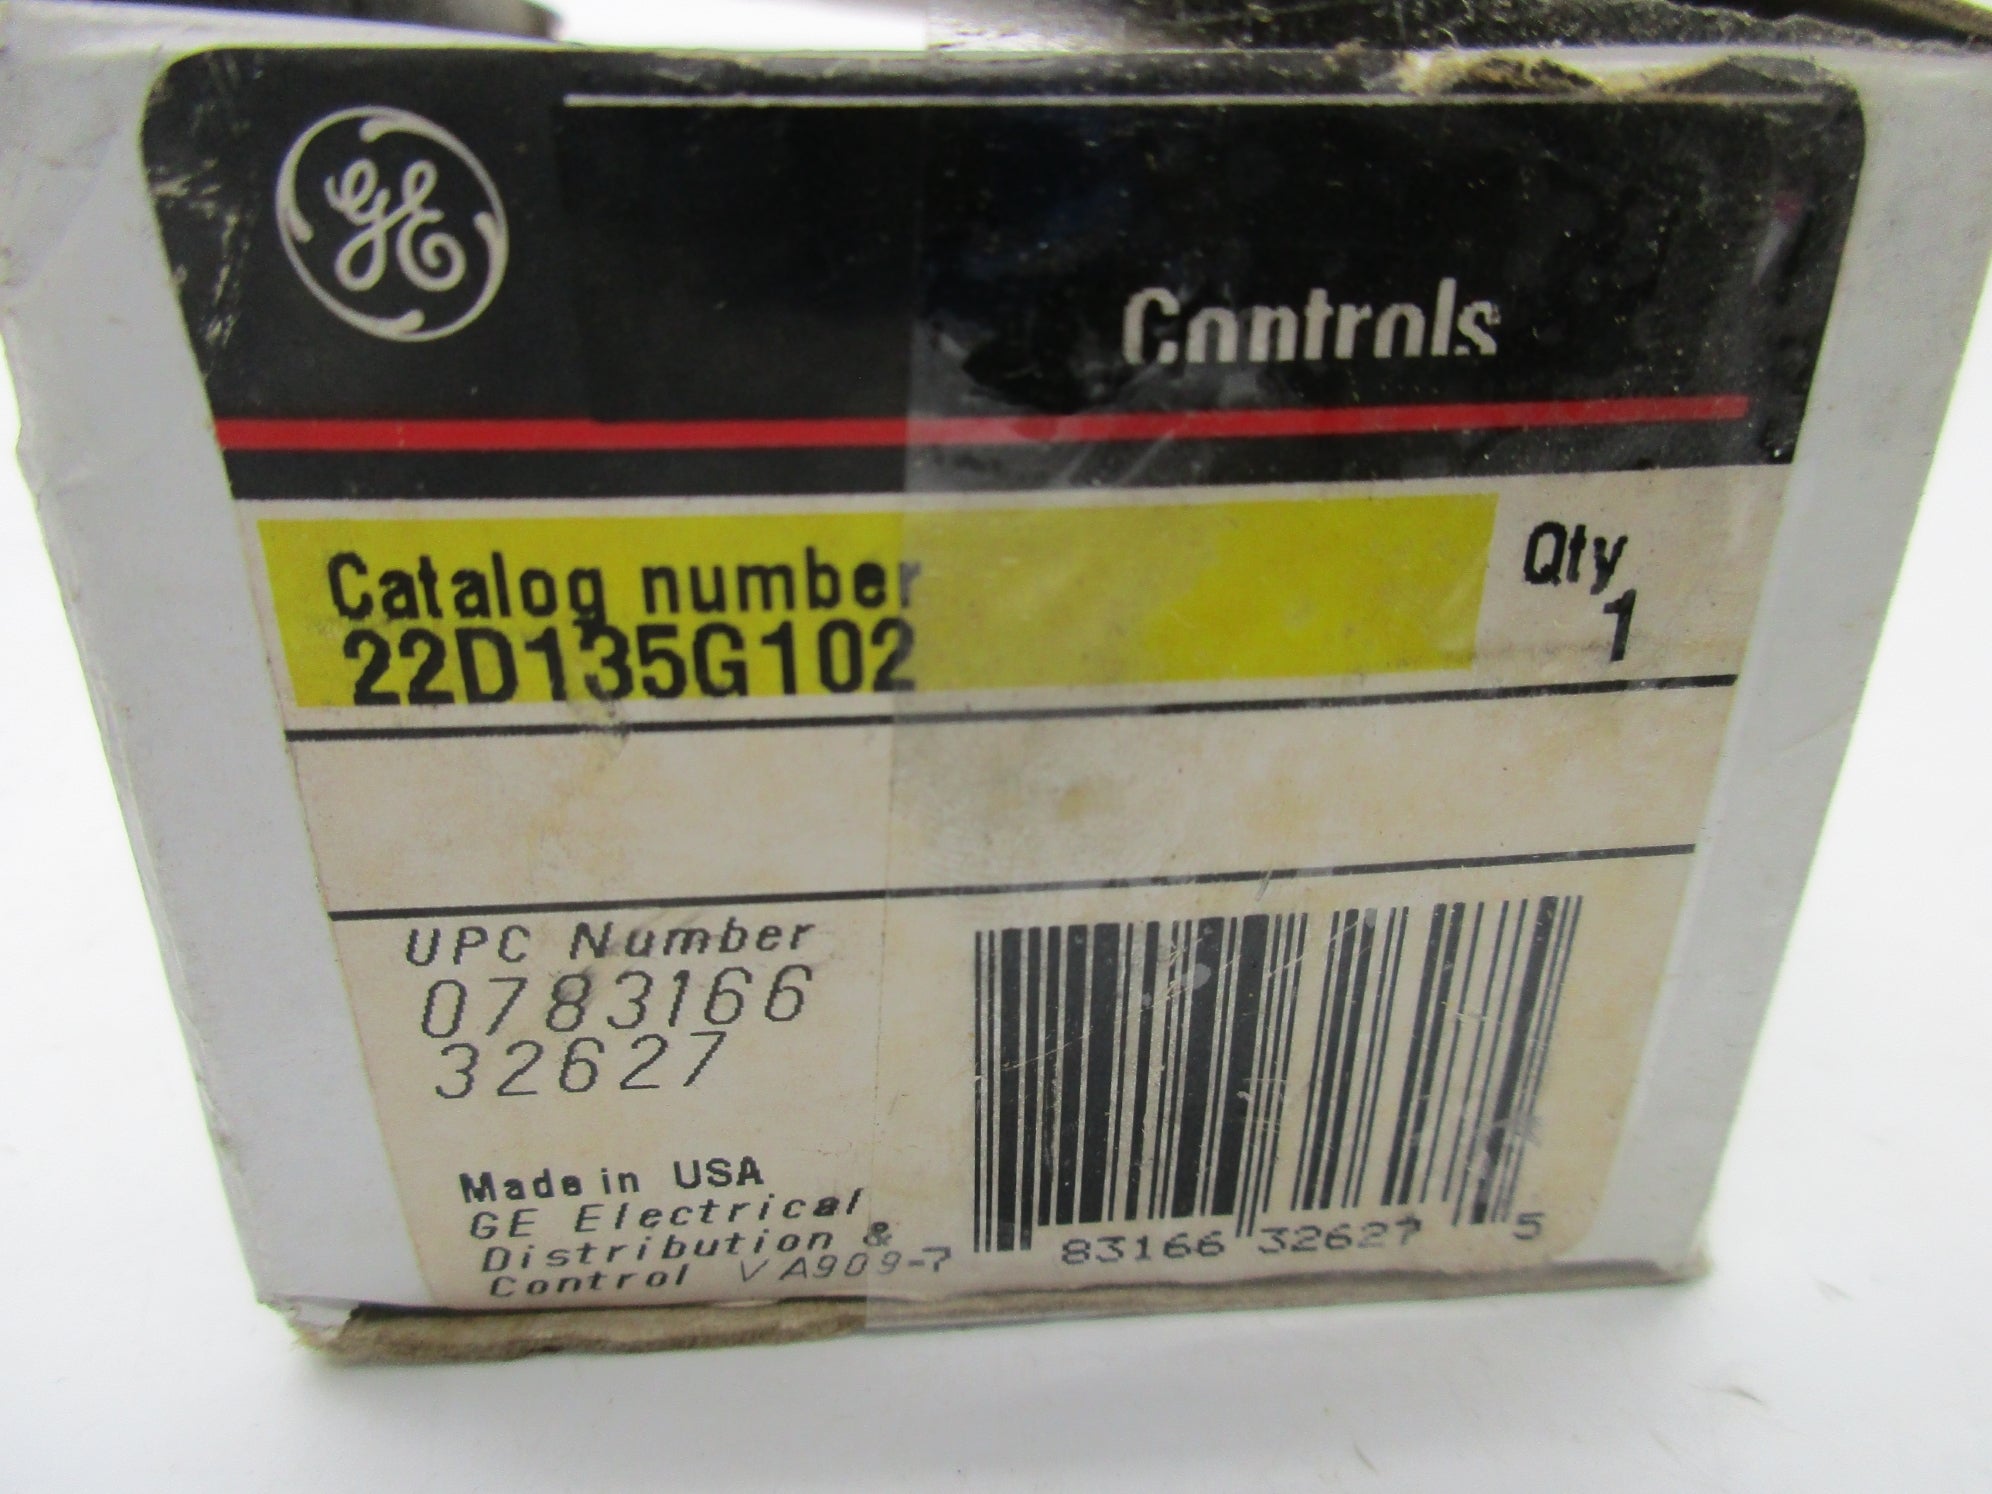 GE
Controls
Catalog number
22D135G102
Qty
1
UPC Number
0783166
32627
Made in USA
GE Electrical
Distribution &
Control VA909-7
83166 32627 5